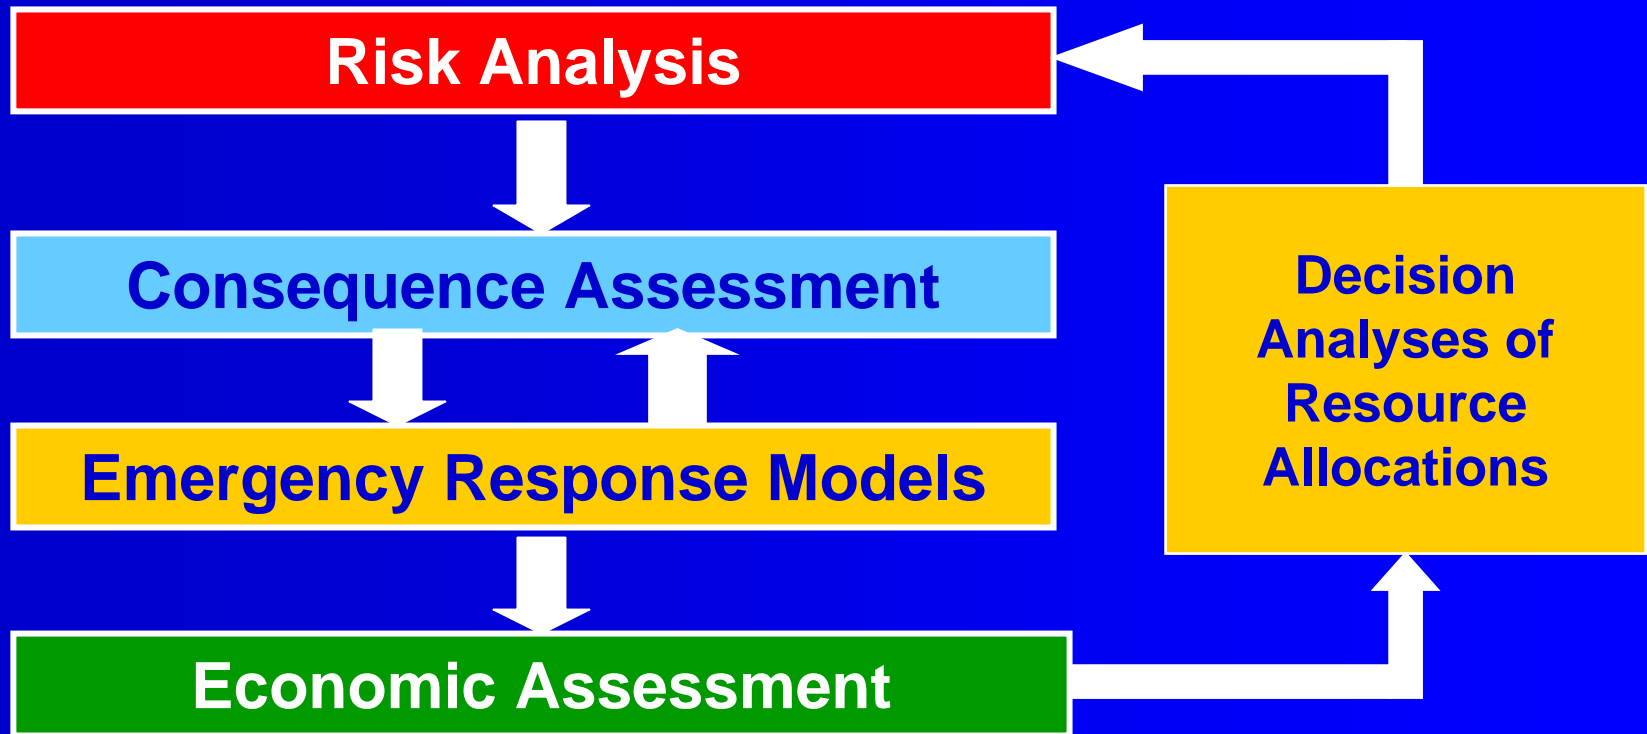 Risk Analysis
Consequence Assessment
Emergency Response Models
Economic Assessment
Decision
Analyses of
Resource
Allocations